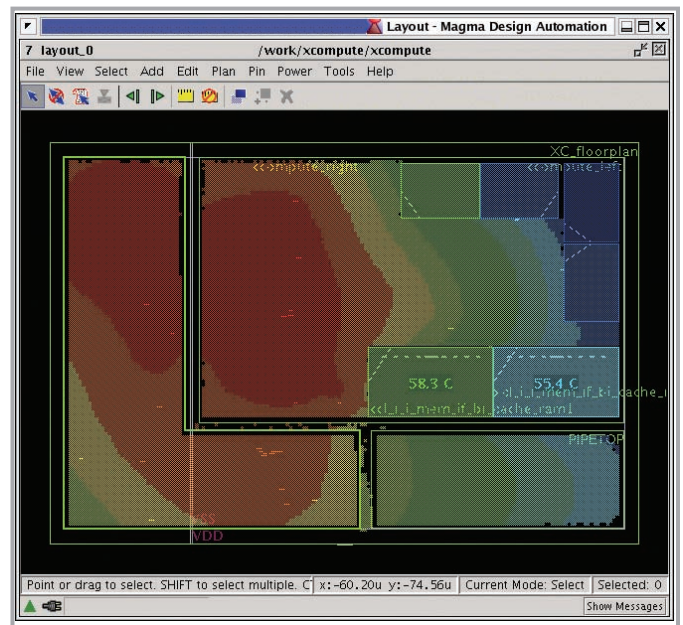 Layout - Magma Design Automation
7 layout_0 /work/xcompute/xcompute
File View Select Add Edit Plan Pin Power Tools Help
XC_floorplan
58.3 C 55.4 C
PIPETOP
VSS
VDD
Point or drag to select. SHIFT to select multiple. C x:-60.20u y:-74.56u Current Mode: Select Selected: 0
Show Messages